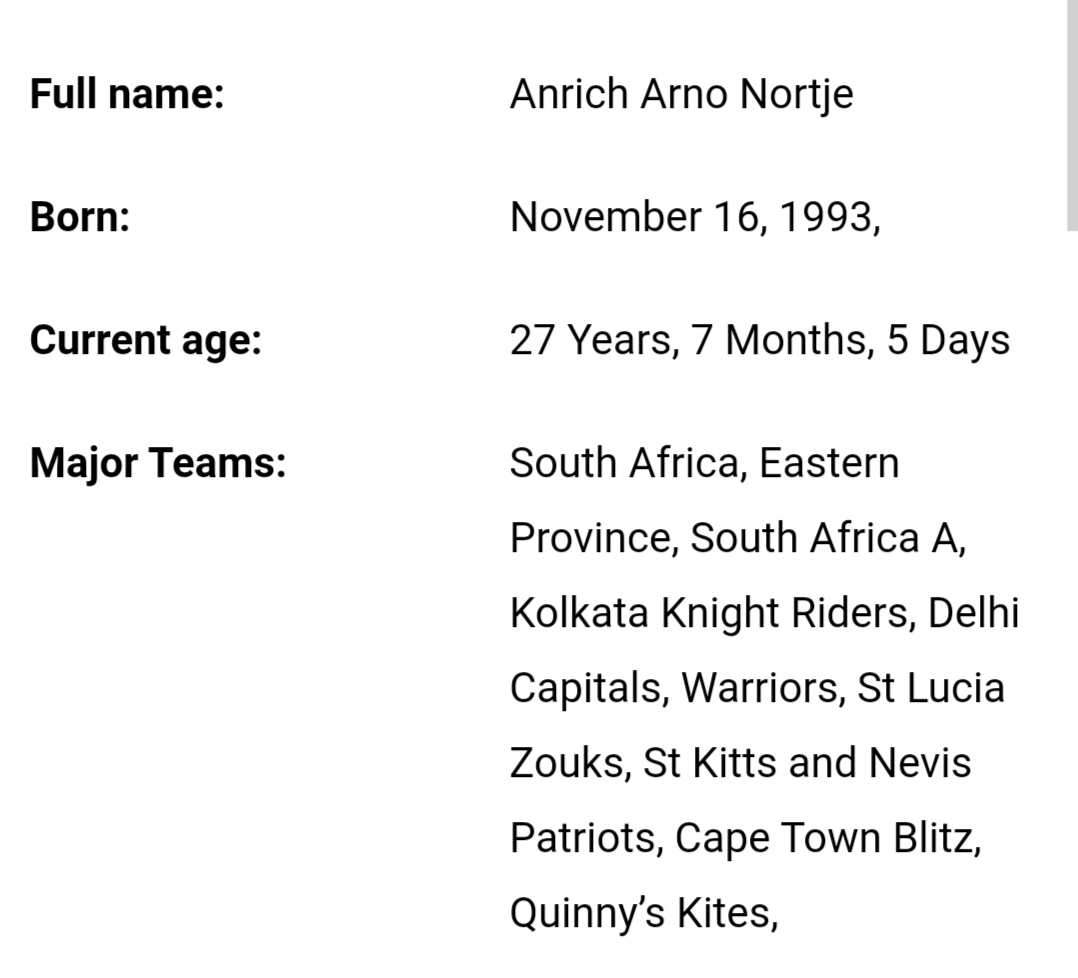 Full name: Anrich Arno Nortje
Born: November 16, 1993,
Current age: 27 Years, 7 Months, 5 Days
Major Teams: South Africa, Eastern
Province, South Africa A,
Kolkata Knight Riders, Delhi
Capitals, Warriors, St Lucia
Zouks, St Kitts and Nevis
Patriots, Cape Town Blitz,
Quinny’s Kites,